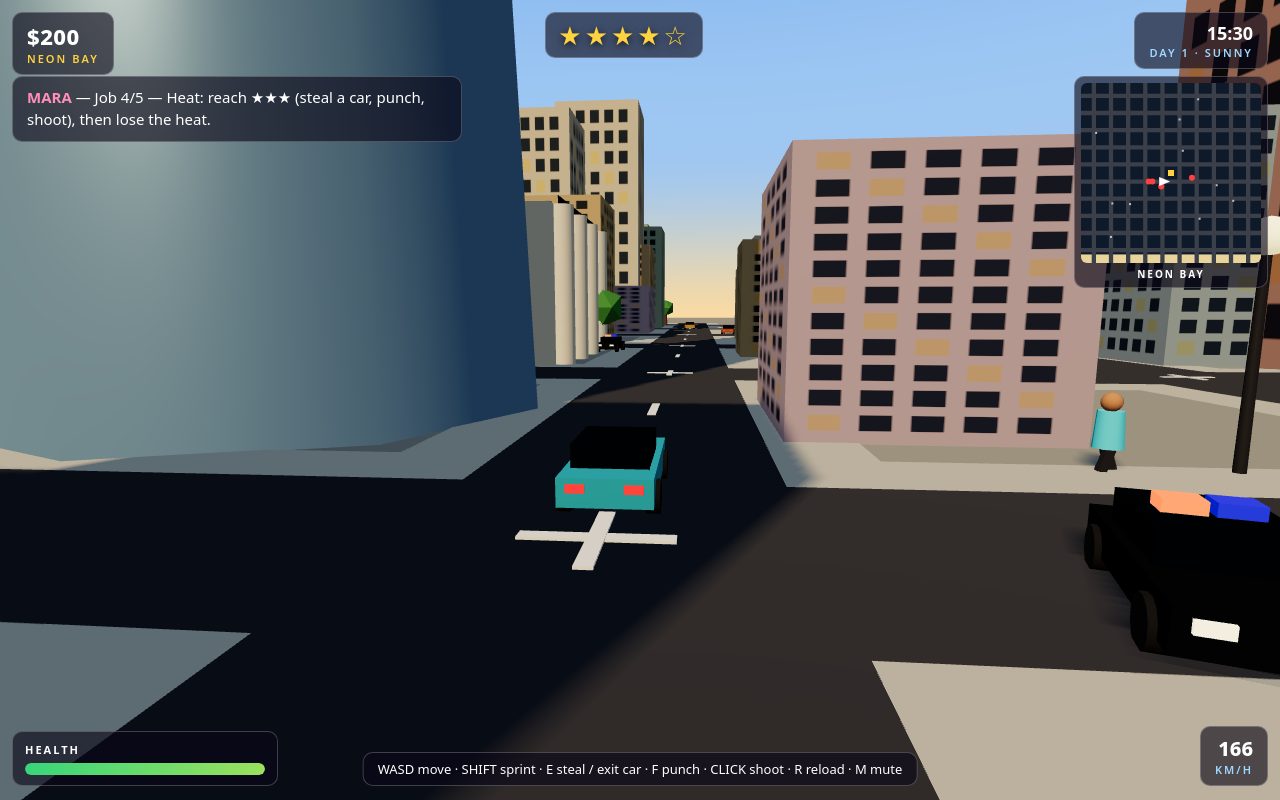 $200
NEON BAY
★★★★☆
15:30
DAY 1 · SUNNY
MARA — Job 4/5 — Heat: reach ★★★ (steal a car, punch,
shoot), then lose the heat.
NEON BAY
HEALTH
WASD move · SHIFT sprint · E steal / exit car · F punch · CLICK shoot · R reload · M mute
166
KM/H